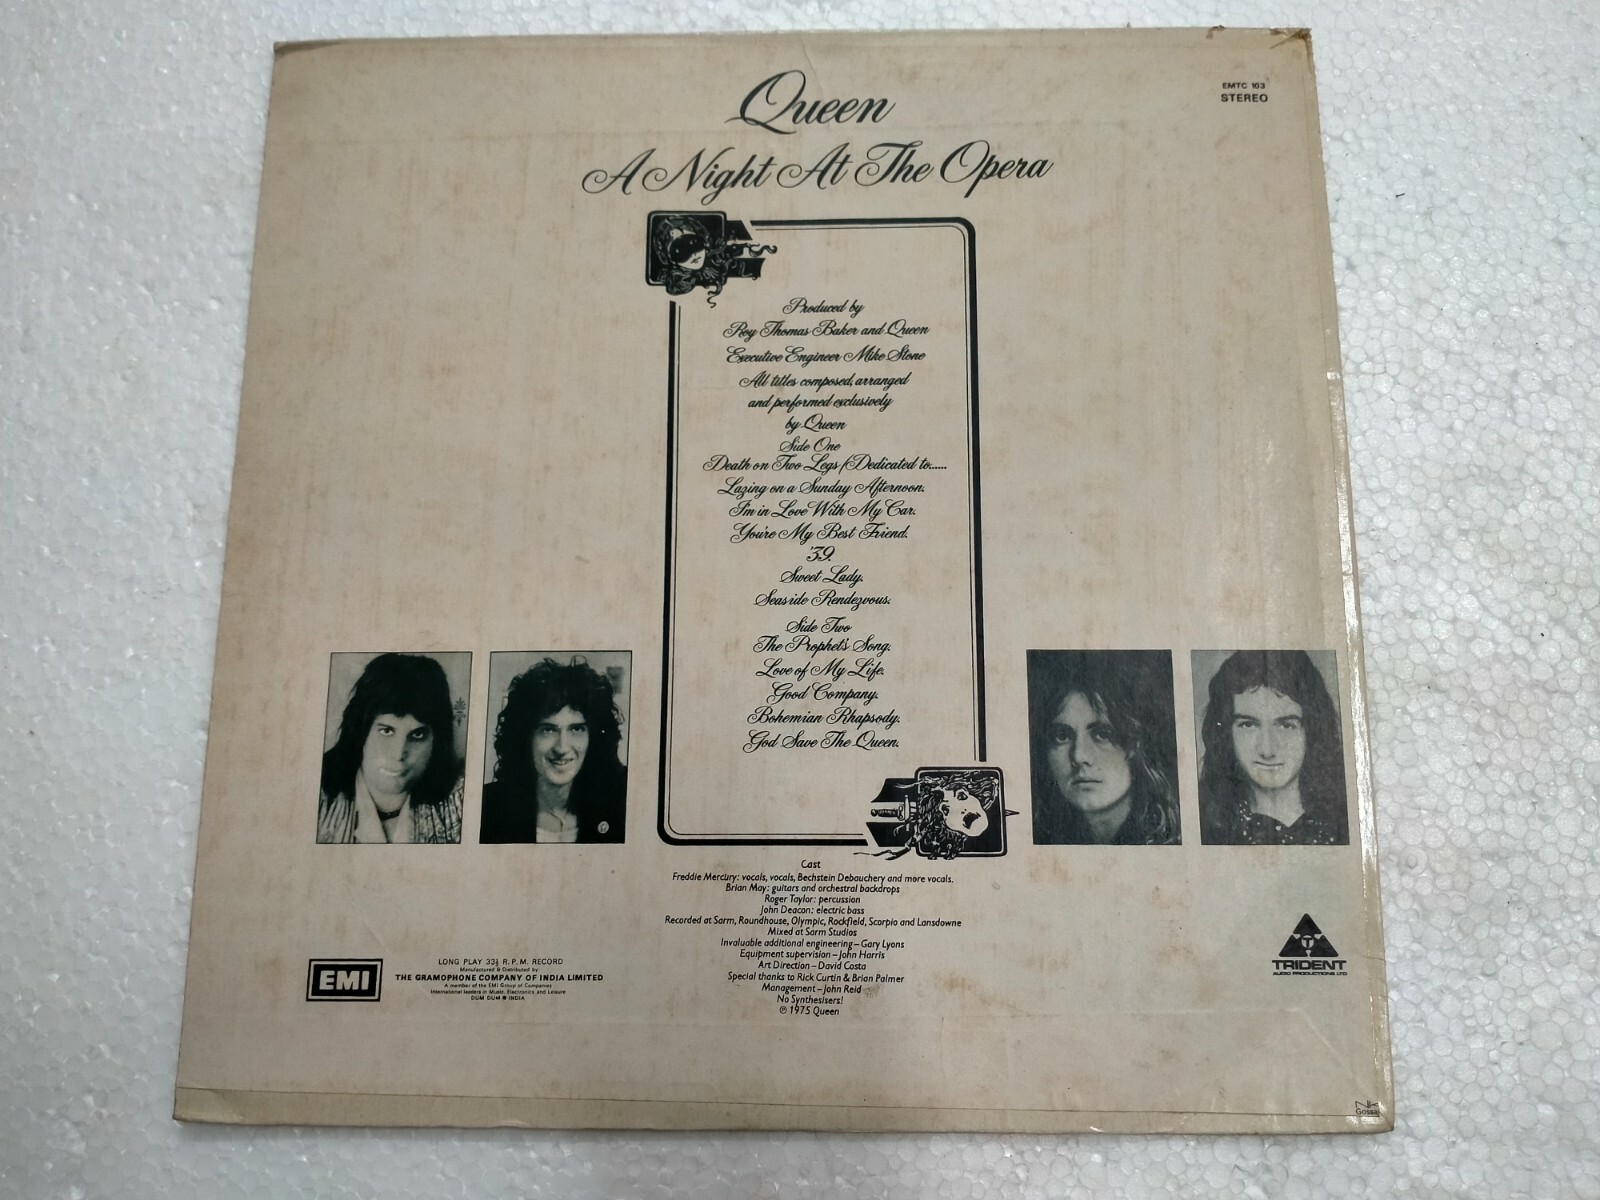 Queen
A Night At The Opera
EMTC 103
STEREO
Produced by
Roy Thomas Baker and Queen
Executive Engineer Mike Stone
All titles composed, arranged
and performed exclusively
by Queen
Side One
Death on Two Legs (Dedicated to......
Lazing on a Sunday Afternoon.
I'm in Love With My Car.
You're My Best Friend.
'39.
Sweet Lady.
Seaside Rendezvous.
Side Two
The Prophet's Song.
Love of My Life.
Good Company.
Bohemian Rhapsody.
God Save The Queen.
Cast
Freddie Mercury: vocals, vocals, Bechstein Debauchery and more vocals.
Brian May: guitars and orchestral backdrops
Roger Taylor: percussion
John Deacon: electric bass
Recorded at Sarm, Roundhouse, Olympic, Rockfield, Scorpio and Lansdowne
Mixed at Sarm Studios
Invaluable additional engineering – Gary Lyons
Equipment supervision – John Harris
Art Direction – David Costa
Special thanks to Rick Curtin & Brian Palmer
Management – John Reid
No Synthesisers!
℗ 1975 Queen
EMI
LONG PLAY 33⅓ R.P.M. RECORD
Manufactured & Distributed by
THE GRAMOPHONE COMPANY OF INDIA LIMITED
A member of the EMI Group of Companies
International leaders in Music, Electronics and Leisure
DUM DUM ● INDIA
TRIDENT
AUDIO PRODUCTIONS LTD